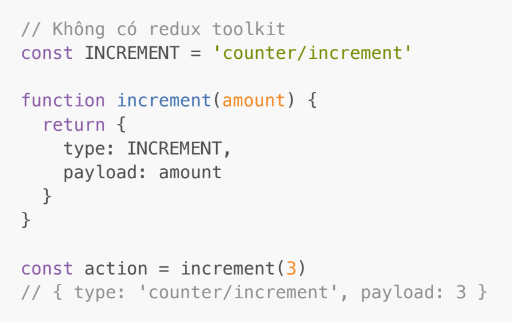 // Không có redux toolkit
const INCREMENT = 'counter/increment'

function increment(amount) {
  return {
    type: INCREMENT,
    payload: amount
  }
}

const action = increment(3)
// { type: 'counter/increment', payload: 3 }